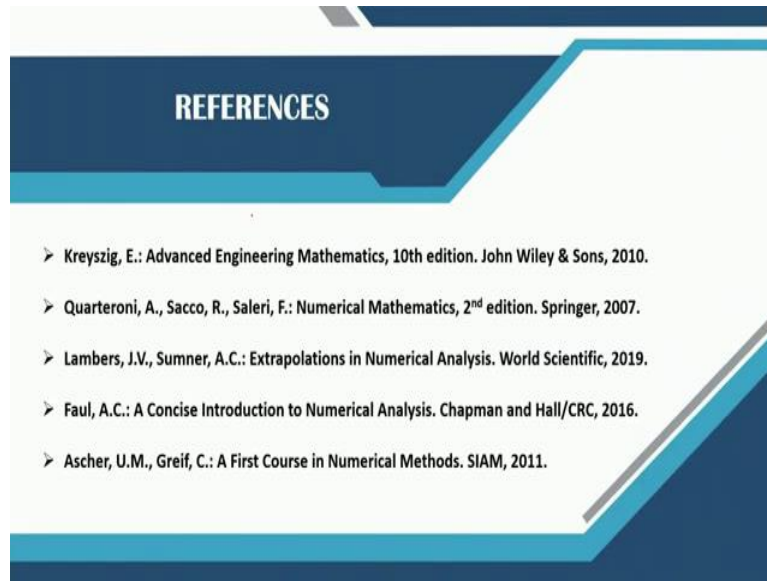 REFERENCES
➢ Kreyszig, E.: Advanced Engineering Mathematics, 10th edition. John Wiley & Sons, 2010.
➢ Quarteroni, A., Sacco, R., Saleri, F.: Numerical Mathematics, 2nd edition. Springer, 2007.
➢ Lambers, J.V., Sumner, A.C.: Extrapolations in Numerical Analysis. World Scientific, 2019.
➢ Faul, A.C.: A Concise Introduction to Numerical Analysis. Chapman and Hall/CRC, 2016.
➢ Ascher, U.M., Greif, C.: A First Course in Numerical Methods. SIAM, 2011.